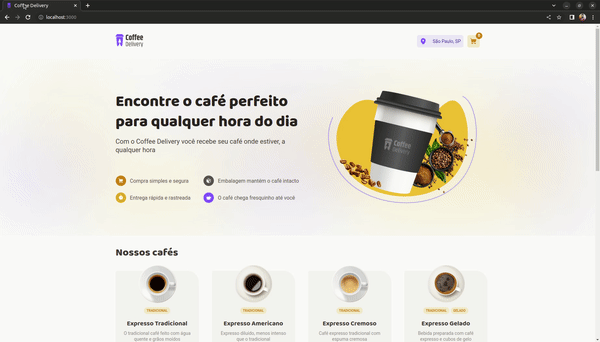 Coffee Delivery
localhost:3000
Coffee
Delivery
São Paulo, SP
Encontre o café perfeito
para qualquer hora do dia
Com o Coffee Delivery você recebe seu café onde estiver, a
qualquer hora
Compra simples e segura
Embalagem mantém o café intacto
Entrega rápida e rastreada
O café chega fresquinho até você
Coffee
Delivery
Nossos cafés
TRADICIONAL
TRADICIONAL
TRADICIONAL
TRADICIONAL GELADO
Expresso Tradicional
Expresso Americano
Expresso Cremoso
Expresso Gelado
O tradicional café feito com água
quente e grãos moídos
Expresso diluído, menos intenso
que o tradicional
Café expresso tradicional com
espuma cremosa
Bebida preparada com café
expresso e cubos de gelo